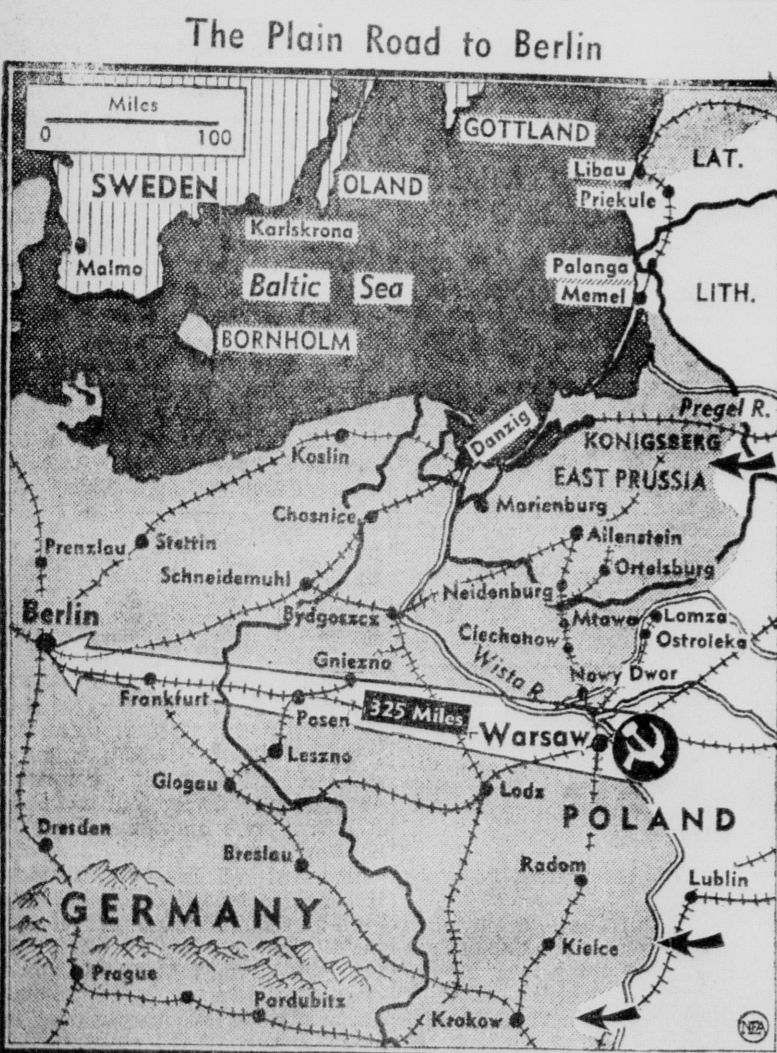 The Plain Road to Berlin
Miles
0 100
GOTTLAND
LAT.
Libau
SWEDEN
OLAND
Priekule
Karlskrona
Malmo
Palanga
Baltic Sea
Memel
LITH.
BORNHOLM
Pregel R.
Danzig
KONIGSBERG
Koslin
EAST PRUSSIA
Chosnice
Marienburg
Stettin
Allenstein
Prenzlau
Ortelsburg
Schneidemuhl
Neidenburg
Berlin
Bydgoszcz
Mtawa
Lomza
Ciechanow
Ostroleka
Wista R.
Gniezno
Nowy Dwor
Frankfurt
Posen
325 Miles
Warsaw
Leszno
Glogau
Lodz
POLAND
Dresden
Breslau
Radom
Lublin
GERMANY
Kielce
Prague
Pardubitz
Krokow
NEA